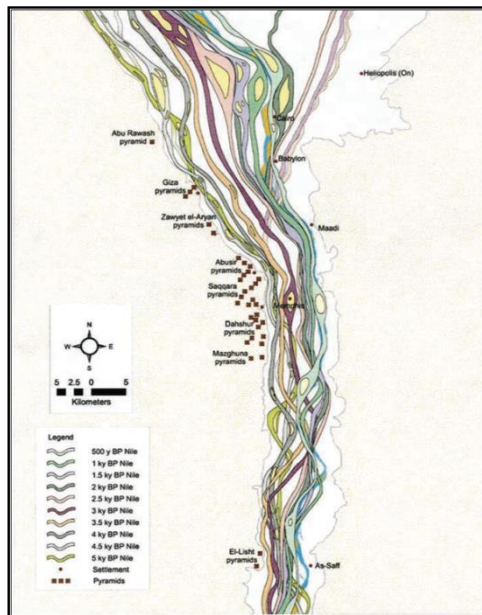 Heliopolis (On)
Cairo
Abu Rawash
pyramid
Babylon
Giza
pyramids
Zawyet el-Aryan
pyramids
Maadi
Abusir
pyramids
Saqqara
pyramids
Memphis
Dahshur
pyramids
Mazghuna
pyramids
N
W E
S
5 2.5 0 5
Kilometers
Legend
500 y BP Nile
1 ky BP Nile
1.5 ky BP Nile
2 ky BP Nile
2.5 ky BP Nile
3 ky BP Nile
3.5 ky BP Nile
4 ky BP Nile
4.5 ky BP Nile
5 ky BP Nile
Settlement
Pyramids
El-Lisht
pyramids
As-Saff